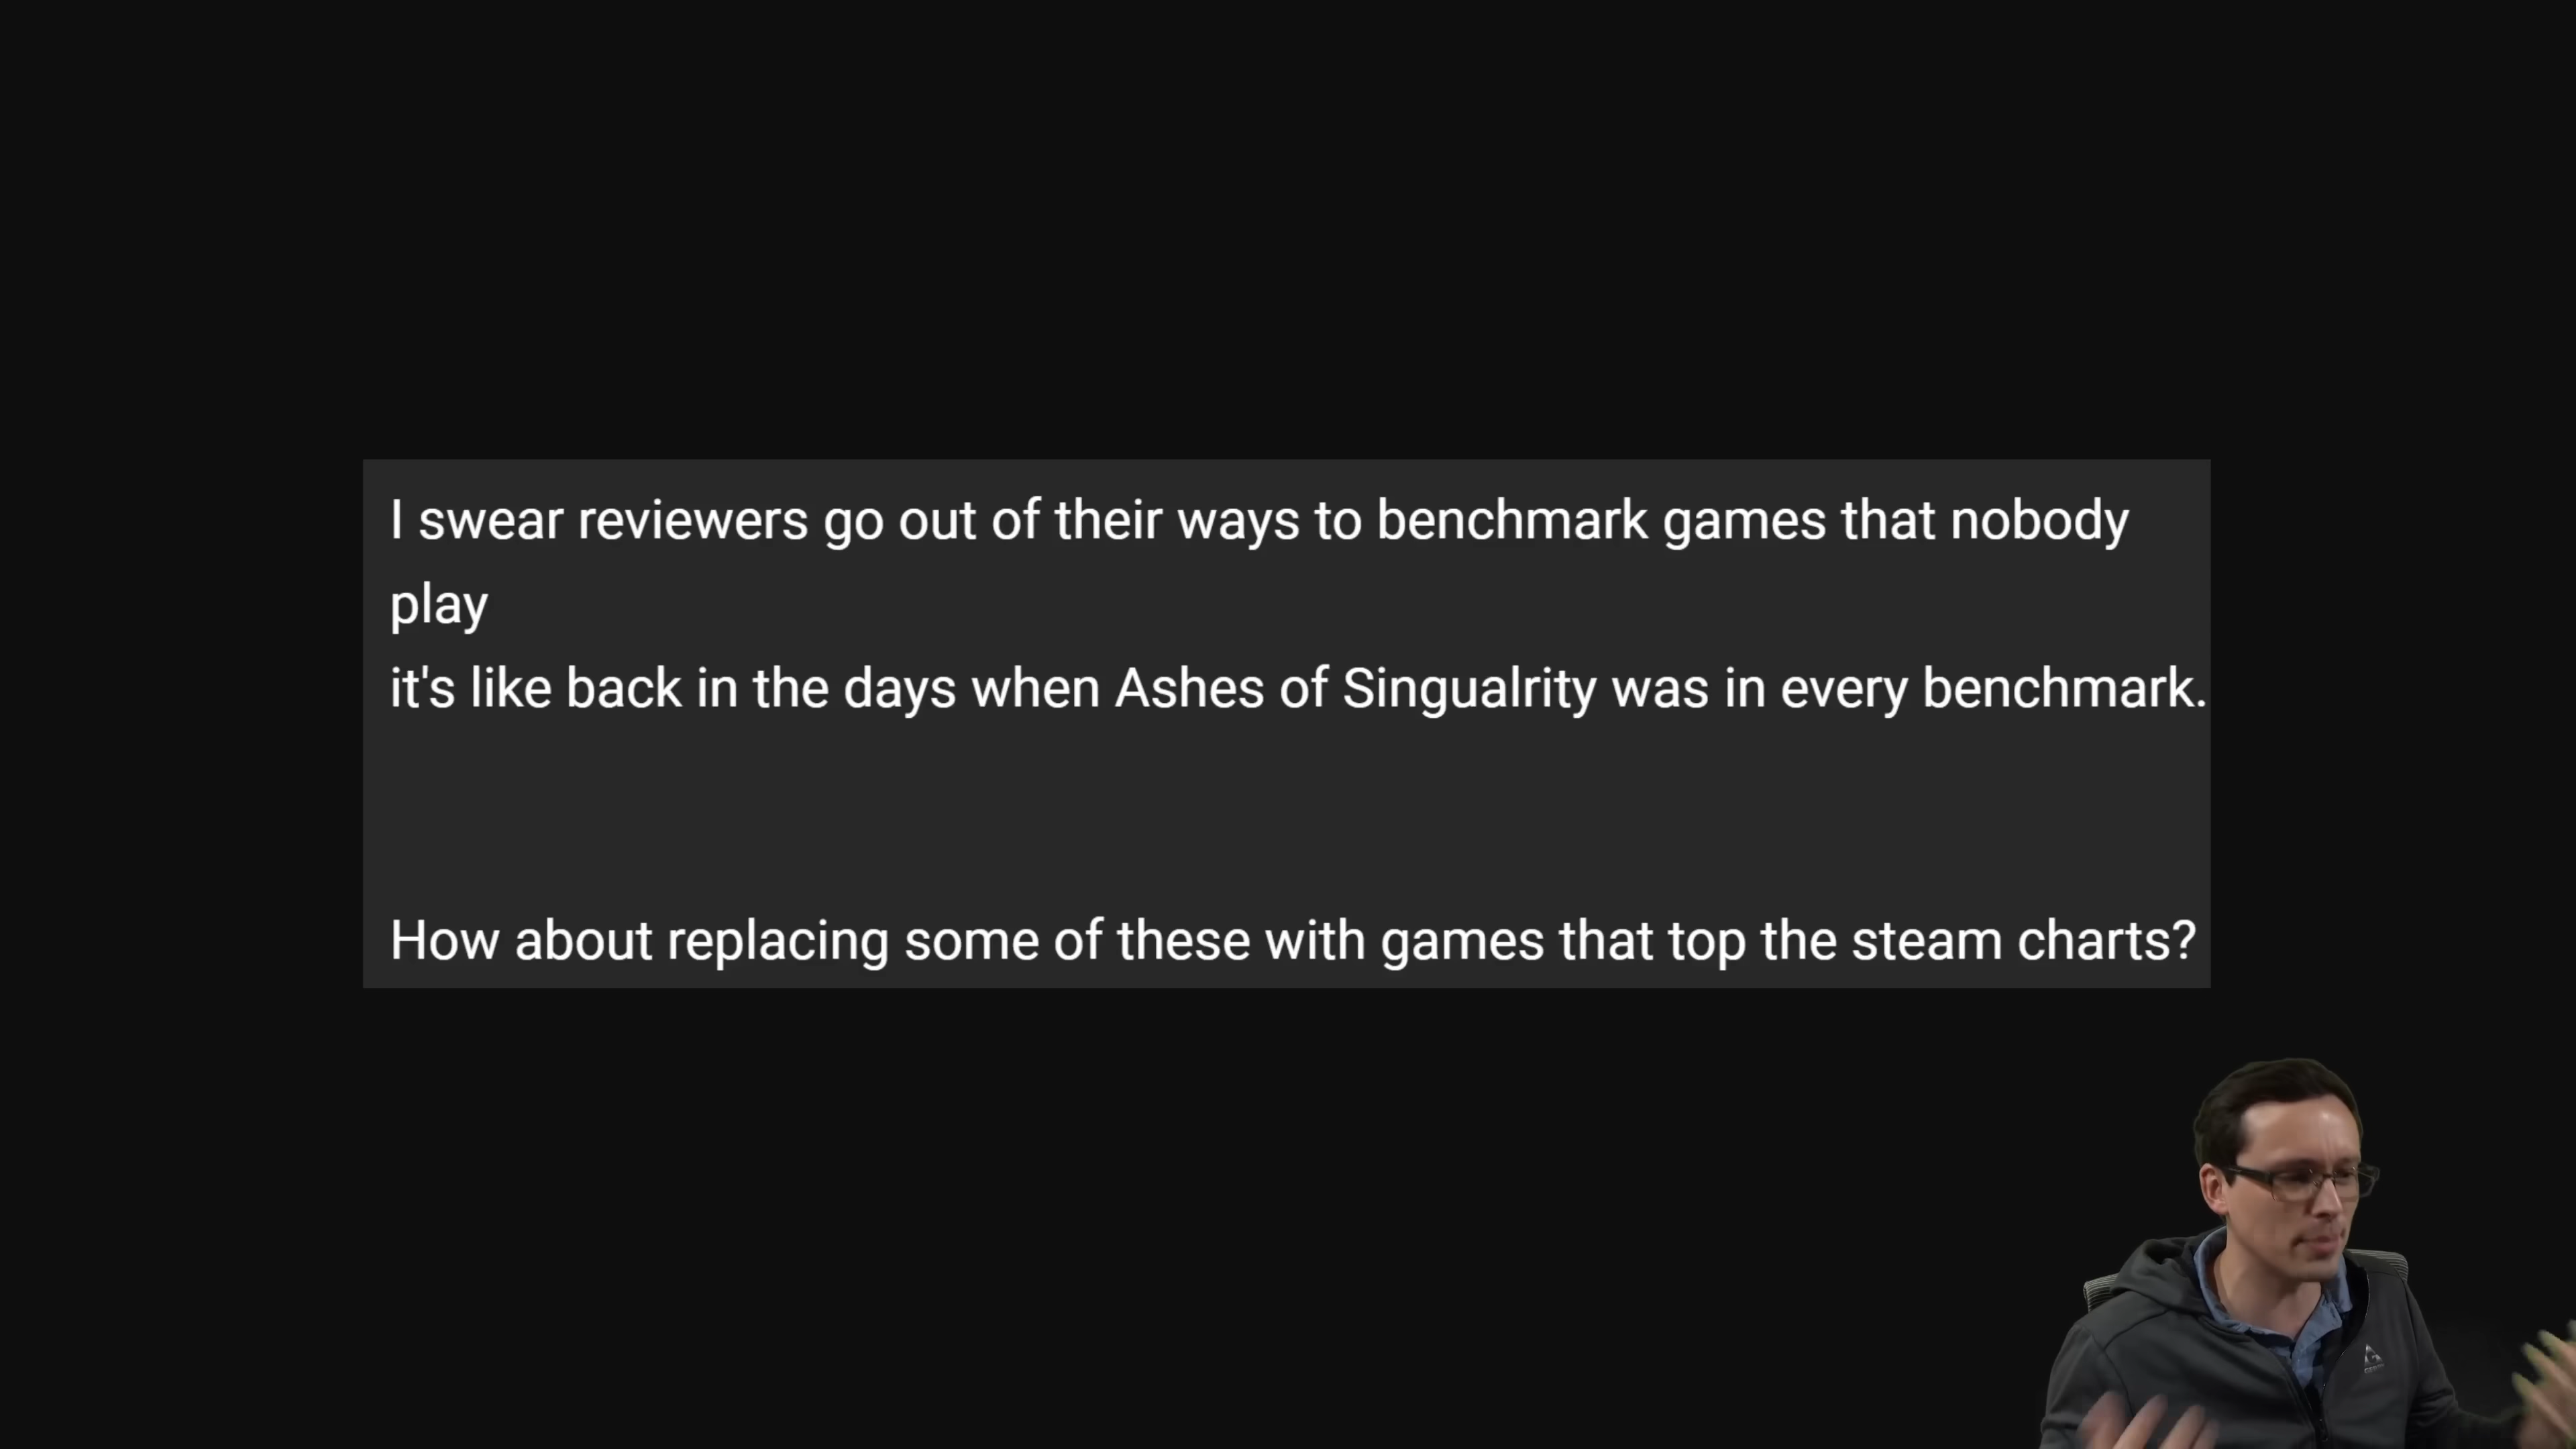 I swear reviewers go out of their ways to benchmark games that nobody
play
it's like back in the days when Ashes of Singualrity was in every benchmark.
How about replacing some of these with games that top the steam charts?